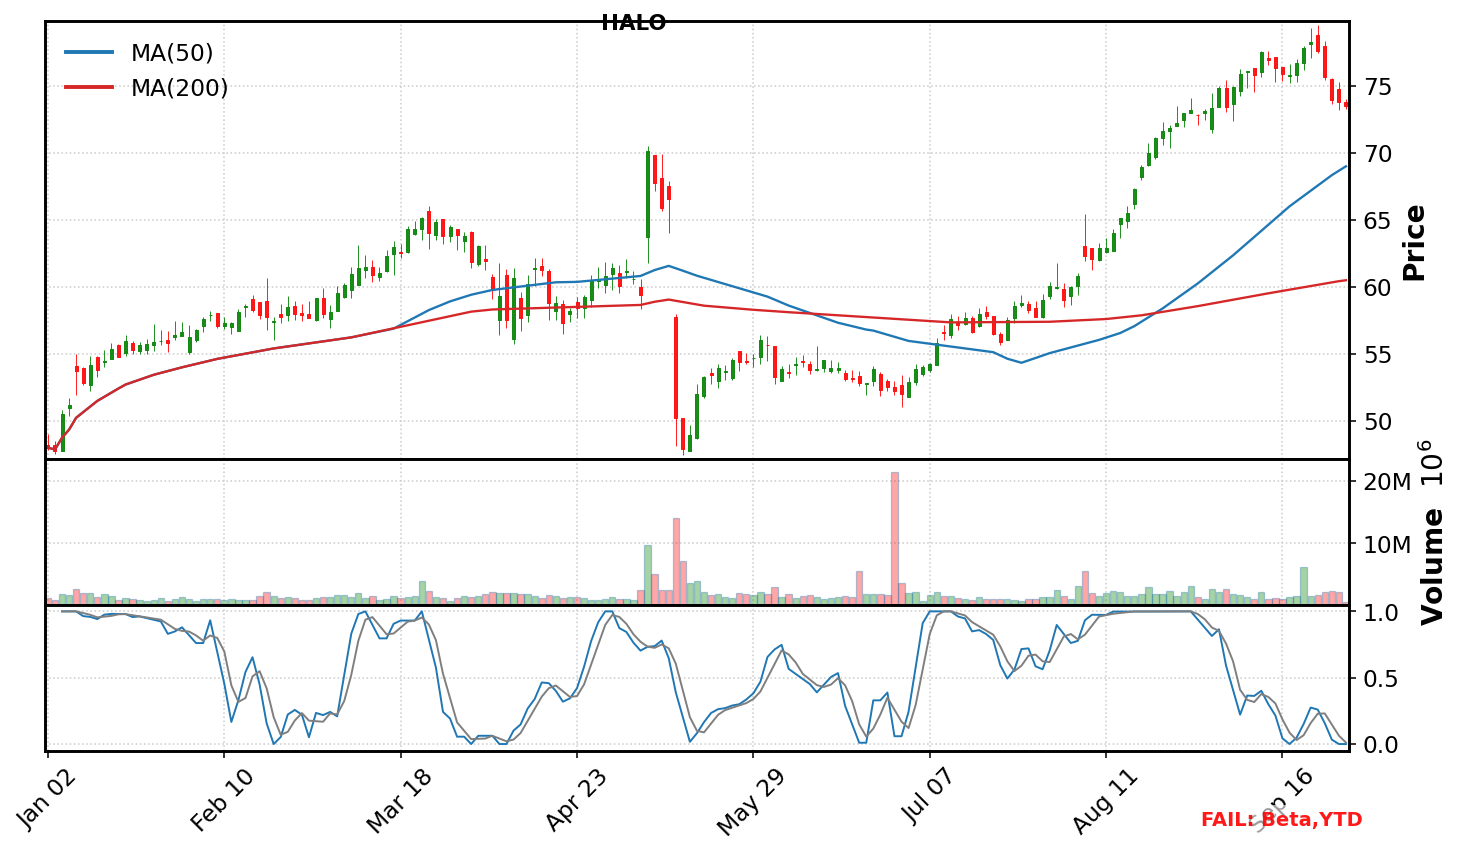 HALO
MA(50)
MA(200)
75
70
65
60
55
50
Price
20M
10M
Volume 10^6
1.0
0.5
0.0
Jan 02
Feb 10
Mar 18
Apr 23
May 29
Jul 07
Aug 11
Sep 16
FAIL: Beta,YTD